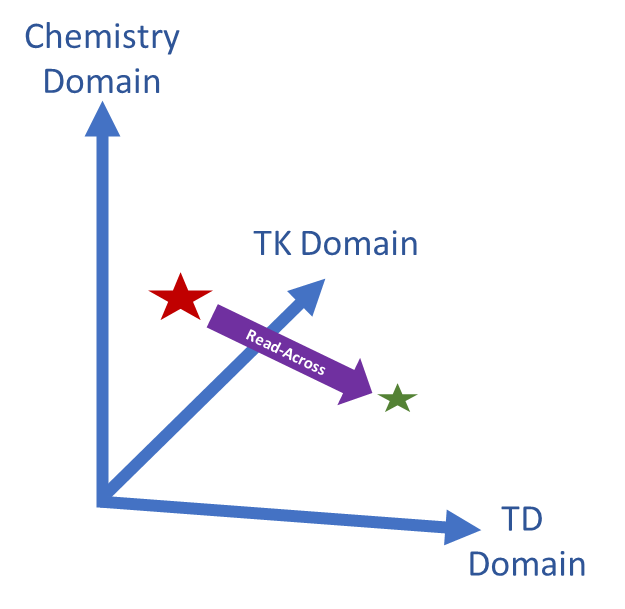 Chemistry
Domain
TK Domain
Read-Across
TD
Domain